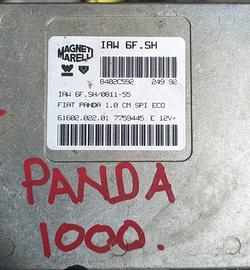 IAW 6F.SH
MAGNETI
MARELLI
8402C592 249 92
IAW 6F.SH/0811-55
FIAT PANDA 1.0 CM SPI ECO
61602.022.01 7759445 E 12V=
PANDA
1000.